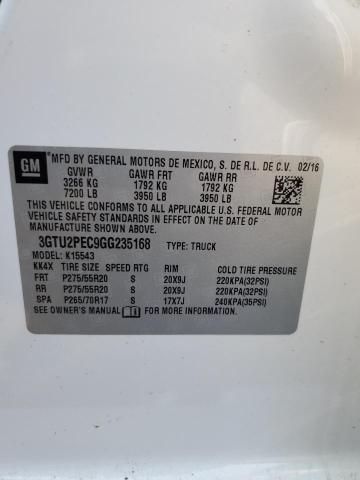 GM
MFD BY GENERAL MOTORS DE MEXICO, S. DE R.L. DE C.V. 02/16
GVWR GAWR FRT GAWR RR
3266 KG 1792 KG 1792 KG
7200 LB 3950 LB 3950 LB
THIS VEHICLE CONFORMS TO ALL APPLICABLE U.S. FEDERAL MOTOR
VEHICLE SAFETY STANDARDS IN EFFECT ON THE DATE OF
MANUFACTURE SHOWN ABOVE.
3GTU2PEC9GG235168 TYPE: TRUCK
MODEL: K15543
KK4X TIRE SIZE SPEED RTG RIM COLD TIRE PRESSURE
FRT P275/55R20 S 20X9J 220KPA(32PSI)
RR P275/55R20 S 20X9J 220KPA(32PSI)
SPA P265/70R17 S 17X7J 240KPA(35PSI)
SEE OWNER'S MANUAL FOR MORE INFORMATION.